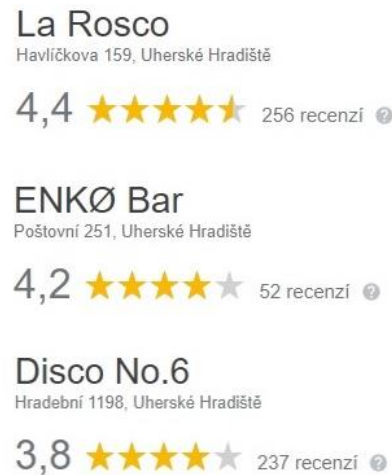 La Rosco
Havlíčkova 159, Uherské Hradiště
4,4 256 recenzí
ENKØ Bar
Poštovní 251, Uherské Hradiště
4,2 52 recenzí
Disco No.6
Hradební 1198, Uherské Hradiště
3,8 237 recenzí